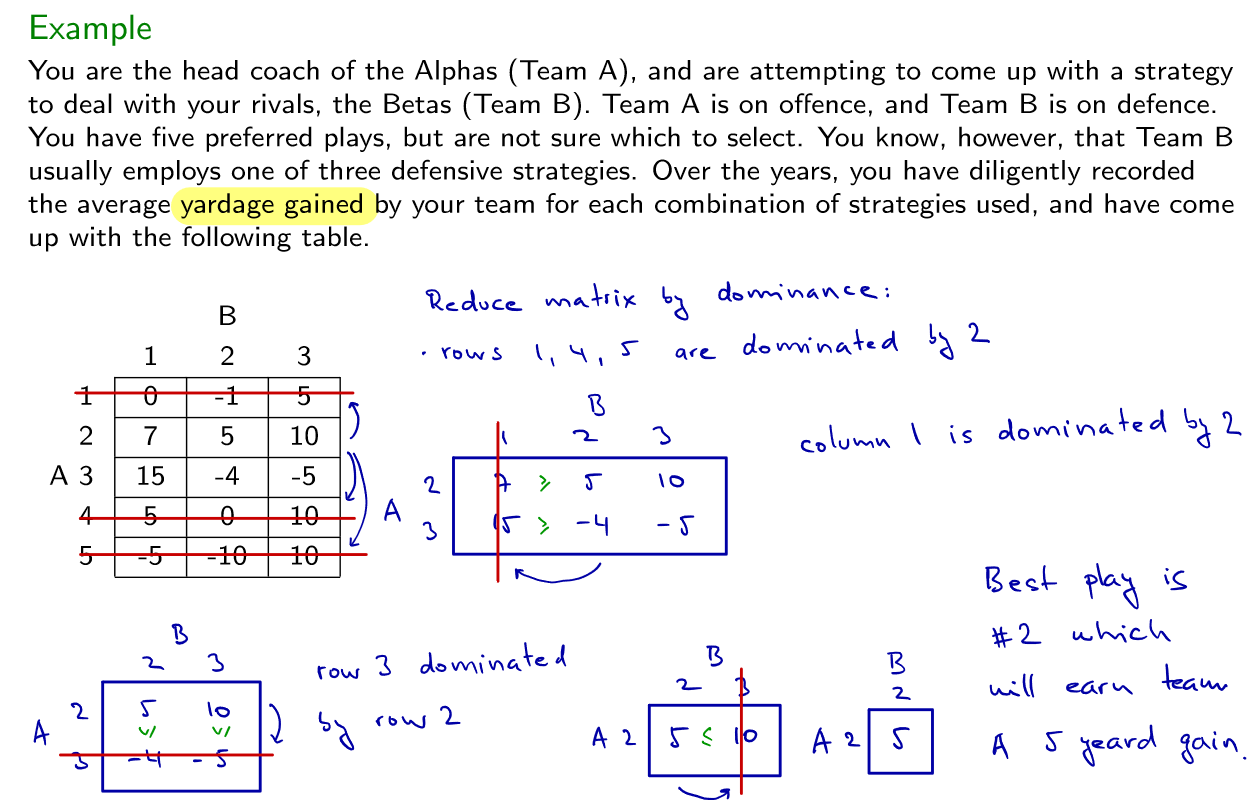 Example
You are the head coach of the Alphas (Team A), and are attempting to come up with a strategy
to deal with your rivals, the Betas (Team B). Team A is on offence, and Team B is on defence.
You have five preferred plays, but are not sure which to select. You know, however, that Team B
usually employs one of three defensive strategies. Over the years, you have diligently recorded
the average yardage gained by your team for each combination of strategies used, and have come
up with the following table.
Reduce matrix by dominance:
· rows 1, 4, 5 are dominated by 2
B
1 2 3
1 0 -1 5
2 7 5 10
A 3 15 -4 -5
4 5 0 10
5 -5 -10 10
B
1 2 3
2 7 ≥ 5 10
A
3 15 ≥ -4 -5
column 1 is dominated by 2
B
2 3
2 5 10
A ≥ ≥
3 -4 -5
row 3 dominated
by row 2
B
2 3
A 2 5 ≤ 10
B
2
A 2 5
Best play is
#2 which
will earn team
A 5 yeard gain.